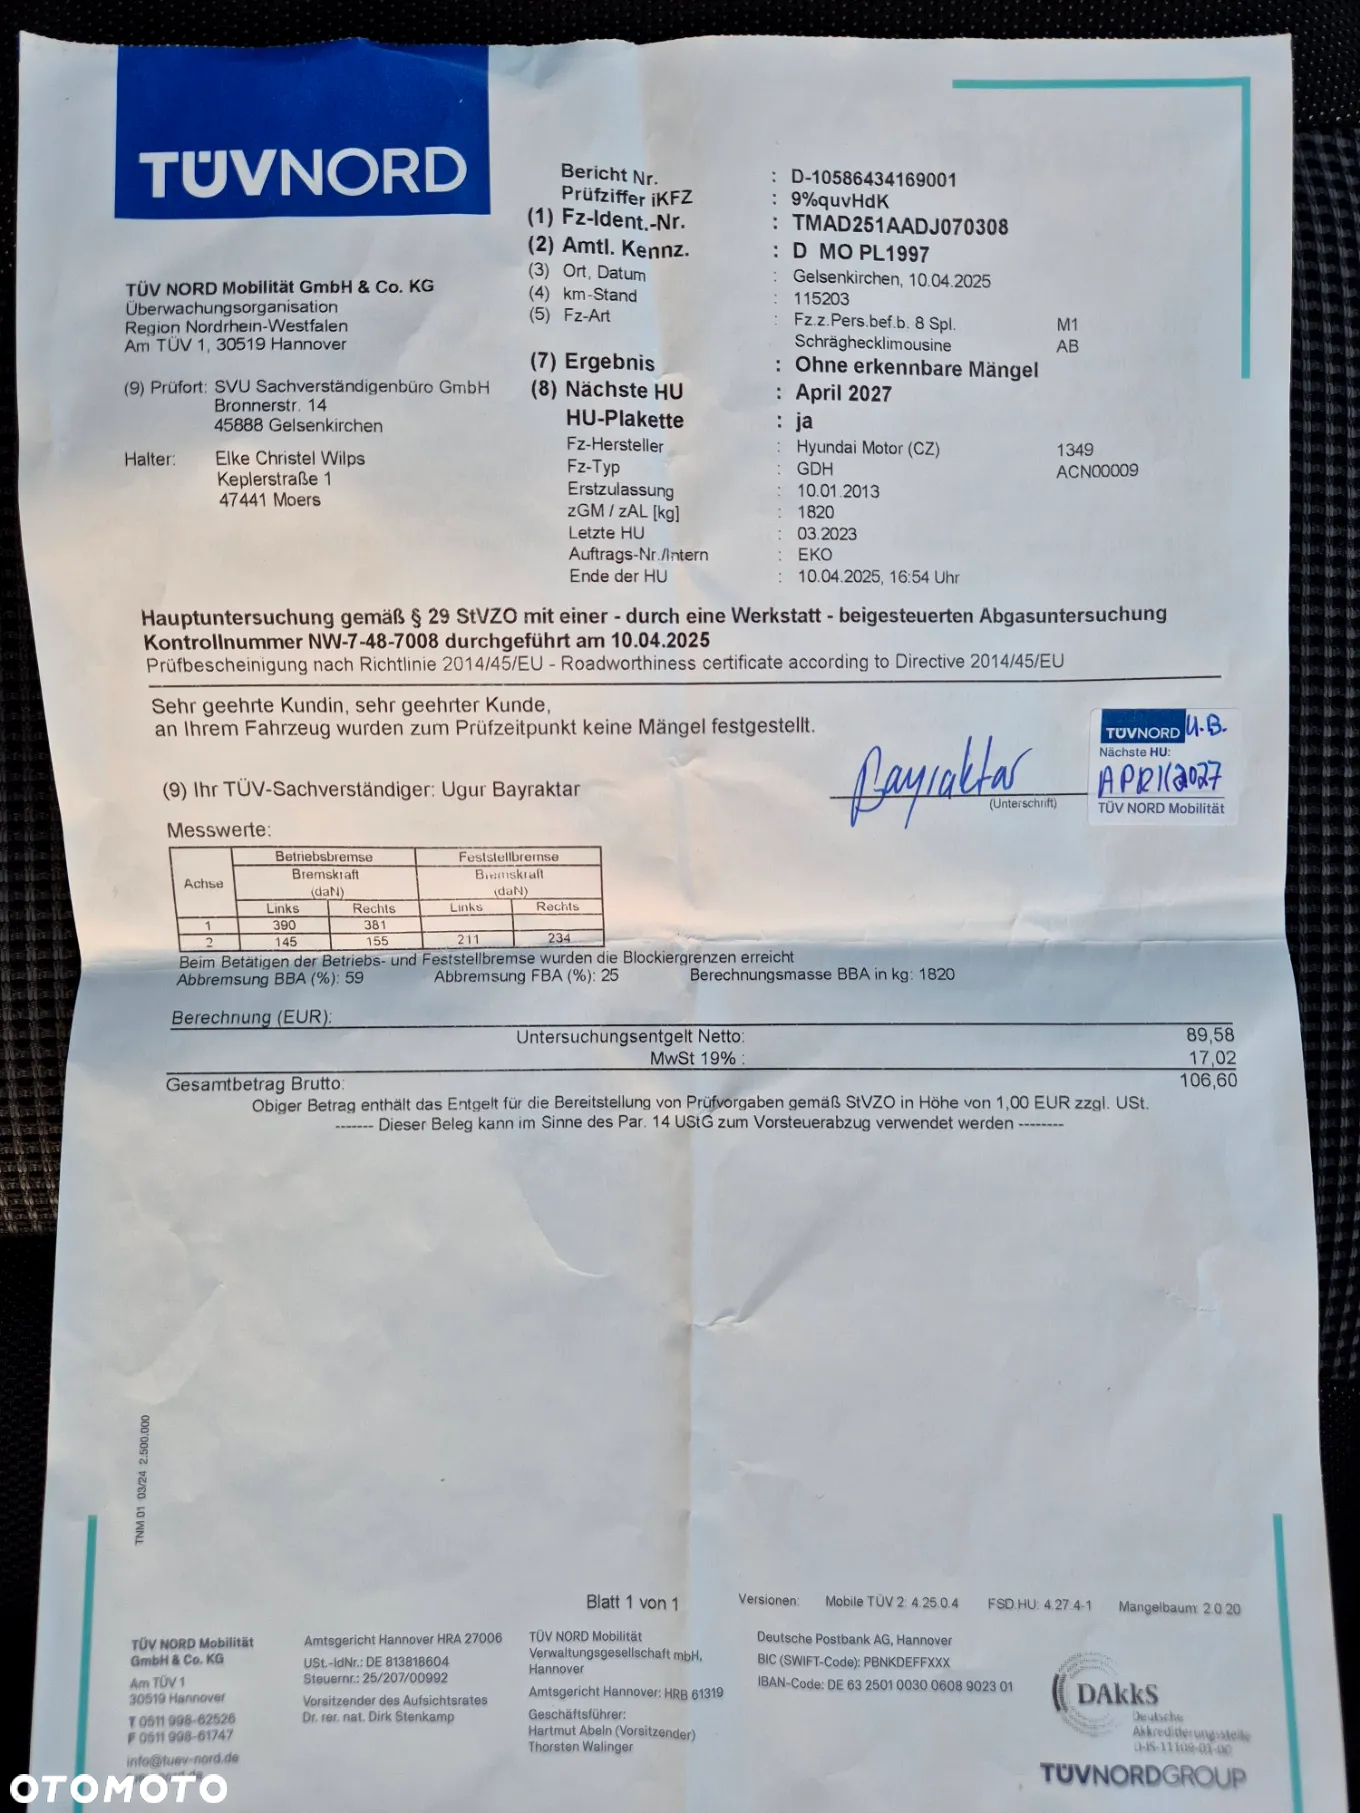 TÜVNORD
Bericht Nr. : D-10586434169001
Prüfziffer iKFZ : 9%quvHdK
(1) Fz-Ident.-Nr. : TMAD251AADJ070308
(2) Amtl. Kennz. : D MO PL1997
(3) Ort, Datum : Gelsenkirchen, 10.04.2025
(4) km-Stand : 115203
(5) Fz-Art : Fz.z.Pers.bef.b. 8 Spl. M1
Schräghecklimousine AB
(7) Ergebnis : Ohne erkennbare Mängel
(8) Nächste HU : April 2027
HU-Plakette : ja
Fz-Hersteller : Hyundai Motor (CZ) 1349
Fz-Typ : GDH ACN00009
Erstzulassung : 10.01.2013
zGM / zAL [kg] : 1820
Letzte HU : 03.2023
Auftrags-Nr./Intern : EKO
Ende der HU : 10.04.2025, 16:54 Uhr
TÜV NORD Mobilität GmbH & Co. KG
Überwachungsorganisation
Region Nordrhein-Westfalen
Am TÜV 1, 30519 Hannover
(9) Prüfort: SVU Sachverständigenbüro GmbH
Bronnerstr. 14
45888 Gelsenkirchen
Halter: Elke Christel Wilps
Keplerstraße 1
47441 Moers
Hauptuntersuchung gemäß § 29 StVZO mit einer - durch eine Werkstatt - beigesteuerten Abgasuntersuchung
Kontrollnummer NW-7-48-7008 durchgeführt am 10.04.2025
Prüfbescheinigung nach Richtlinie 2014/45/EU - Roadworthiness certificate according to Directive 2014/45/EU
Sehr geehrte Kundin, sehr geehrter Kunde,
an Ihrem Fahrzeug wurden zum Prüfzeitpunkt keine Mängel festgestellt.
(9) Ihr TÜV-Sachverständiger: Ugur Bayraktar
Bayraktar
(Unterschrift)
TÜVNORD U.B.
Nächste HU:
APRIL 2027
TÜV NORD Mobilität
Messwerte:
Achse Betriebsbremse Feststellbremse
Bremskraft Bremskraft
(daN) (daN)
Links Rechts Links Rechts
1 390 381
2 145 155 211 234
Beim Betätigen der Betriebs- und Feststellbremse wurden die Blockiergrenzen erreicht
Abbremsung BBA (%): 59 Abbremsung FBA (%): 25 Berechnungsmasse BBA in kg: 1820
Berechnung (EUR):
Untersuchungsentgelt Netto: 89,58
MwSt 19% : 17,02
Gesamtbetrag Brutto: 106,60
Obiger Betrag enthält das Entgelt für die Bereitstellung von Prüfvorgaben gemäß StVZO in Höhe von 1,00 EUR zzgl. USt.
------- Dieser Beleg kann im Sinne des Par. 14 UStG zum Vorsteuerabzug verwendet werden --------
TNM.01 03/24 2.500.000
Blatt 1 von 1
Versionen: Mobile TÜV 2: 4.25.0.4 FSD.HU: 4.27.4-1 Mangelbaum: 2.0.20
TÜV NORD Mobilität
GmbH & Co. KG
Am TÜV 1
30519 Hannover
T 0511 998-62526
F 0511 998-61747
info@tuev-nord.de
Amtsgericht Hannover HRA 27006
USt.-IdNr.: DE 813818604
Steuernr.: 25/207/00992
Vorsitzender des Aufsichtsrates
Dr. rer. nat. Dirk Stenkamp
TÜV NORD Mobilität
Verwaltungsgesellschaft mbH,
Hannover
Amtsgericht Hannover: HRB 61319
Geschäftsführer:
Hartmut Abeln (Vorsitzender)
Thorsten Walinger
Deutsche Postbank AG, Hannover
BIC (SWIFT-Code): PBNKDEFFXXX
IBAN-Code: DE 63 2501 0030 0608 9023 01
DAkkS
Deutsche
Akkreditierungsstelle
D-IS-11109-01-00
TÜVNORDGROUP
OTOMOTO